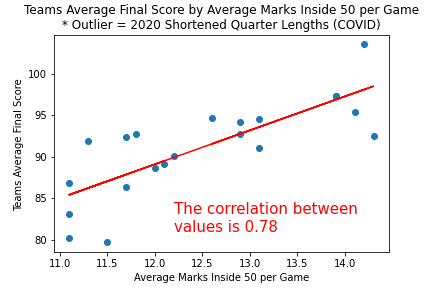 Teams Average Final Score by Average Marks Inside 50 per Game
* Outlier = 2020 Shortened Quarter Lengths (COVID)
Teams Average Final Score
100
95
90
85
80
The correlation between
values is 0.78
11.0 11.5 12.0 12.5 13.0 13.5 14.0
Average Marks Inside 50 per Game